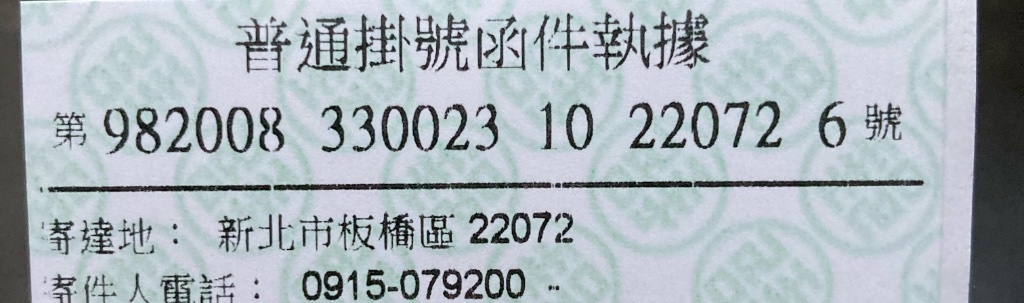 普通掛號函件執據
第 982008 330023 10 22072 6 號
寄達地： 新北市板橋區 22072
寄件人電話： 0915-079200